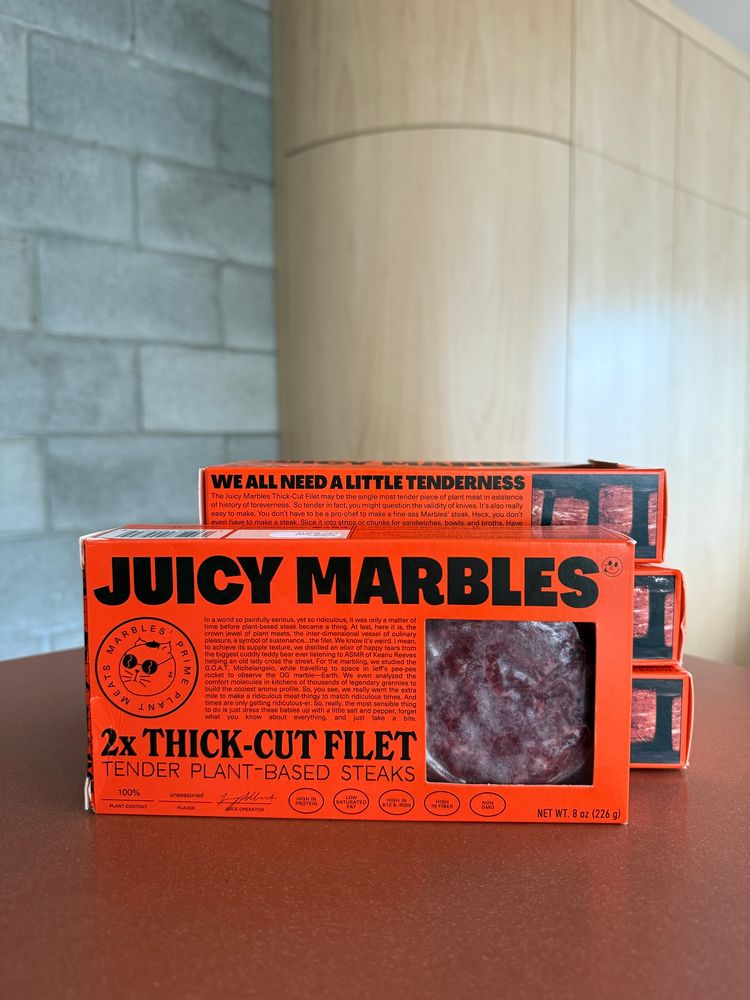 JUICY MARBLES
WE ALL NEED A LITTLE TENDERNESS
The Juicy Marbles Thick-Cut Filet may be the single most tender piece of plant meat in existence
of history of foreverness. So tender in fact, you might question the validity of knives. It's also really
easy to make. You don't have to be a pro-chef to make a fine-ass Marbles' steak. Heck, you don't
even have to make a steak. Slice it into strips or chunks for sandwiches, bowls, and broths. Have
JUICY MARBLES
MARBLES' PRIME PLANT MEATS
In a world so painfully serious, yet so ridiculous, it was only a matter of
time before plant-based steak became a thing. At last, here it is, the
crown jewel of plant meats, the inter-dimensional vessel of culinary
pleasure, a symbol of sustenance...the filet. We know it's weird. I mean,
to achieve its supple texture, we distilled an elixir of happy tears from
the biggest cuddly teddy bear ever listening to ASMR of Keanu Reeves
helping an old lady cross the street. For the marbling, we studied the
G.O.A.T. Michelangelo, while travelling to space in Jeff's pee-pee
rocket to observe the OG marble—Earth. We even analyzed the
comfort molecules in kitchens of thousands of legendary grannies to
build the coziest aroma profile. So, you see, we really went the extra
mile to make a ridiculous meat-thingy to match ridiculous times. And
times are only getting ridiculous-er. So, really, the most sensible thing
to do is just dress these babies up with a little salt and pepper, forget
what you know about everything, and just take a bite.
2x THICK-CUT FILET
TENDER PLANT-BASED STEAKS
100%
PLANT CONTENT
unseasoned
FLAVOR
JUICE OPERATOR
HIGH IN
PROTEIN
LOW
SATURATED
FAT
HIGH IN
B12 & IRON
HIGH
IN FIBER
NON
GMO
NET WT. 8 oz (226 g)